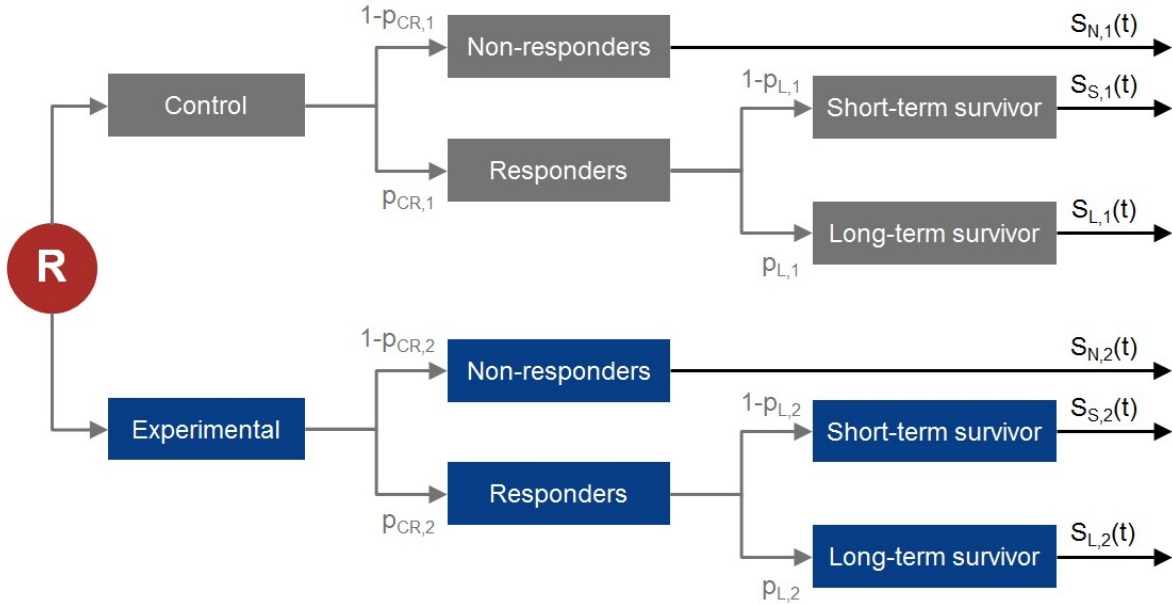 1-pCR,1
Non-responders
SN,1(t)
Control
1-pL,1
Short-term survivor
SS,1(t)
Responders
pCR,1
Long-term survivor
SL,1(t)
pL,1
R
1-pCR,2
Non-responders
SN,2(t)
Experimental
1-pL,2
Short-term survivor
SS,2(t)
Responders
pCR,2
Long-term survivor
SL,2(t)
pL,2